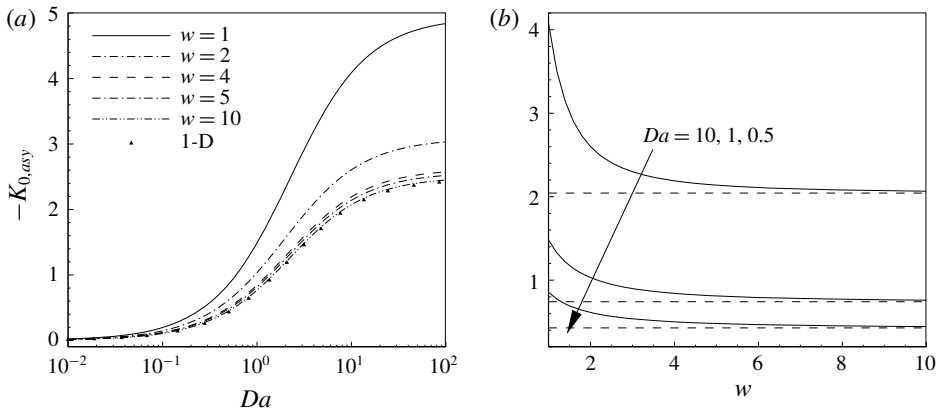 (a)
5
4
3
2
1
0
−K0,asy
w = 1
w = 2
w = 4
w = 5
w = 10
1-D
10−2
10−1
100
101
102
Da
(b)
4
3
2
1
Da = 10, 1, 0.5
2
4
6
8
10
w